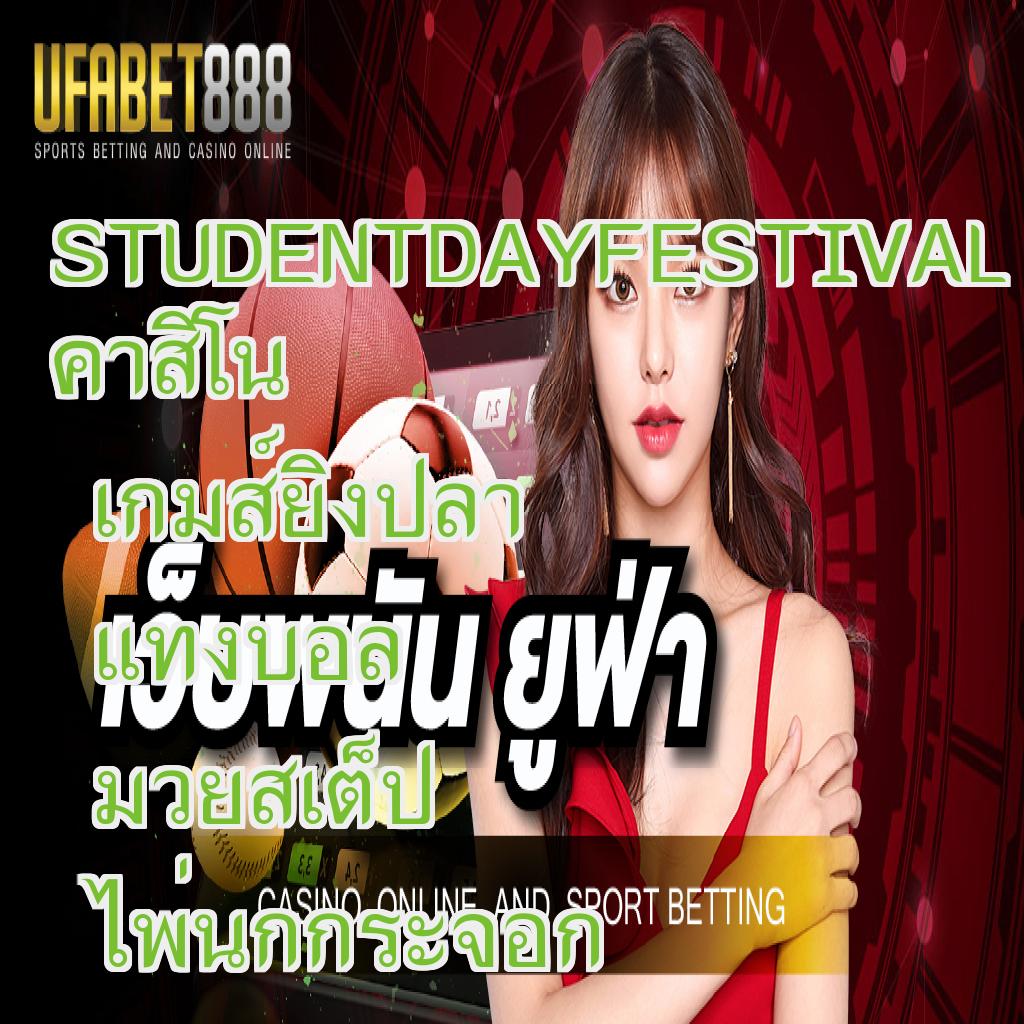 UFABET888
SPORTS BETTING AND CASINO ONLINE
STUDENTDAYFESTIVAL
คาสิโน
เกมส์ยิงปลา
แทงบอล
เว็บพนัน ยูฟ่า
มวยสเต็ป
CASINO ONLINE AND SPORT BETTING
ไพ่นกกระจอก